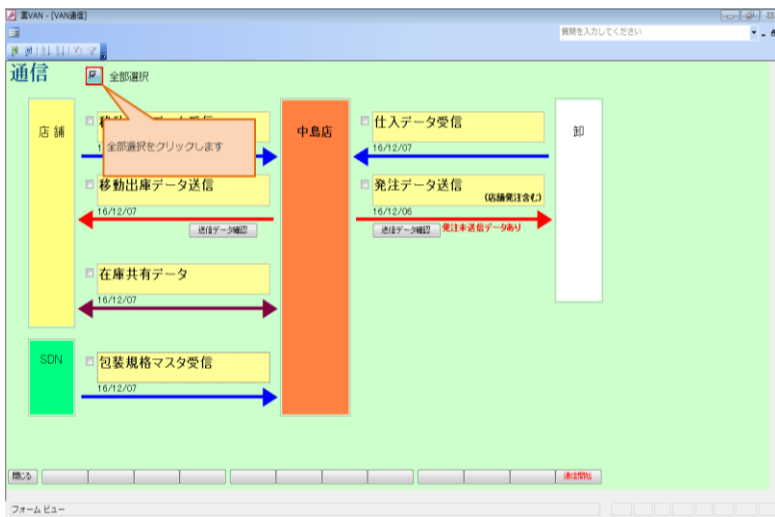 薬VAN - [VAN通信]
質問を入力してください
通信
全部選択
全部選択をクリックします
店 舗
16/12/07
移動出庫データ送信
16/12/07
送信データ確認
在庫共有データ
16/12/07
SDN
包装規格マスタ受信
16/12/07
中島店
仕入データ受信
16/12/07
発注データ送信
(店舗発注含む)
16/12/06
送信データ確認
発注未送信データあり
卸
閉じる
通信開始
フォーム ビュー